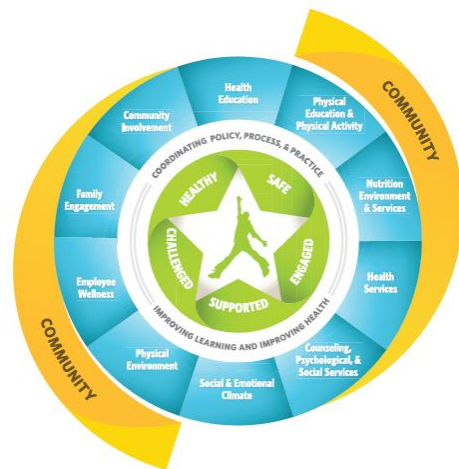 COMMUNITY
Health
Education
Physical
Education &
Physical Activity
Nutrition
Environment
& Services
Health
Services
Counseling,
Psychological, &
Social Services
Social & Emotional
Climate
Physical
Environment
Employee
Wellness
Family
Engagement
Community
Involvement
COORDINATING POLICY, PROCESS, & PRACTICE
IMPROVING LEARNING AND IMPROVING HEALTH
HEALTHY
SAFE
ENGAGED
SUPPORTED
CHALLENGED
COMMUNITY